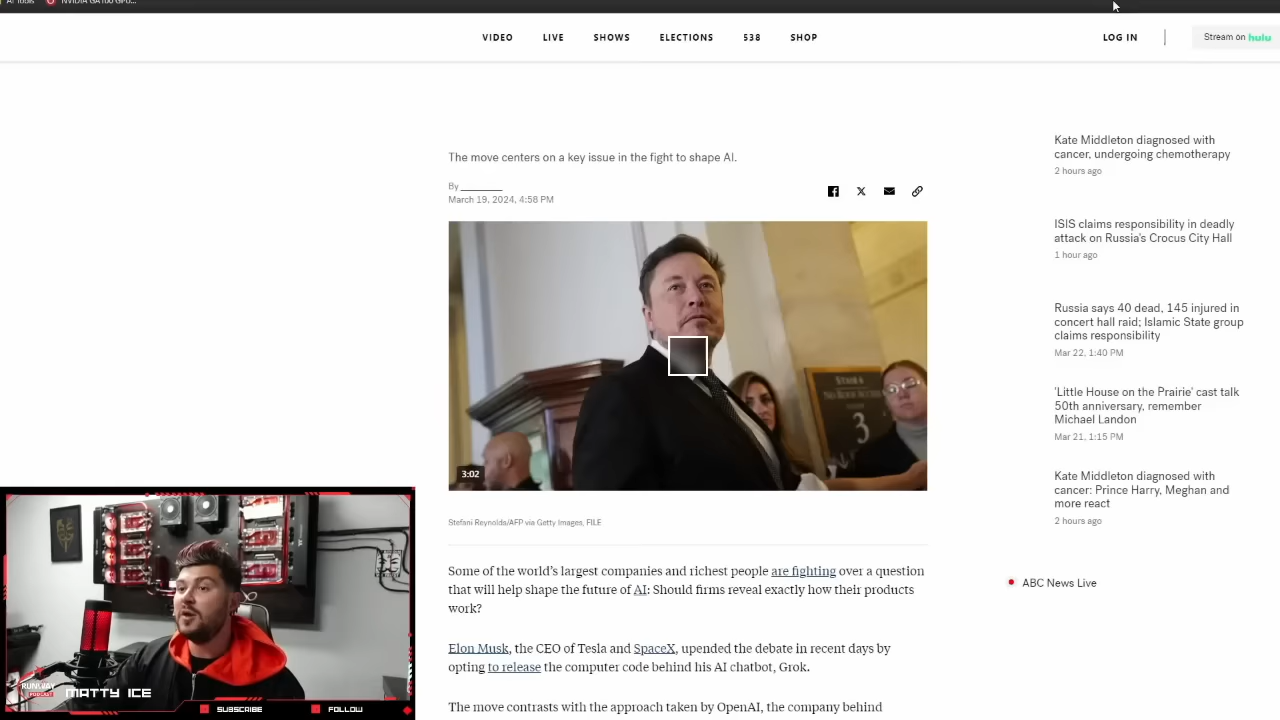 AI Tools
NVIDIA GA100 GPU...
VIDEO LIVE SHOWS ELECTIONS 538 SHOP
LOG IN
Stream on hulu
The move centers on a key issue in the fight to shape AI.
By
March 19, 2024, 4:58 PM
3:02
3
Stefani Reynolds/AFP via Getty Images, FILE
Some of the world's largest companies and richest people are fighting over a question
that will help shape the future of AI: Should firms reveal exactly how their products
work?
Elon Musk, the CEO of Tesla and SpaceX, upended the debate in recent days by
opting to release the computer code behind his AI chatbot, Grok.
The move contrasts with the approach taken by OpenAI, the company behind
Kate Middleton diagnosed with
cancer, undergoing chemotherapy
2 hours ago
ISIS claims responsibility in deadly
attack on Russia's Crocus City Hall
1 hour ago
Russia says 40 dead, 145 injured in
concert hall raid; Islamic State group
claims responsibility
Mar 22, 1:40 PM
'Little House on the Prairie' cast talk
50th anniversary, remember
Michael Landon
Mar 21, 1:15 PM
Kate Middleton diagnosed with
cancer: Prince Harry, Meghan and
more react
2 hours ago
ABC News Live
PODCAST
MATTY ICE
SUBSCRIBE
FOLLOW